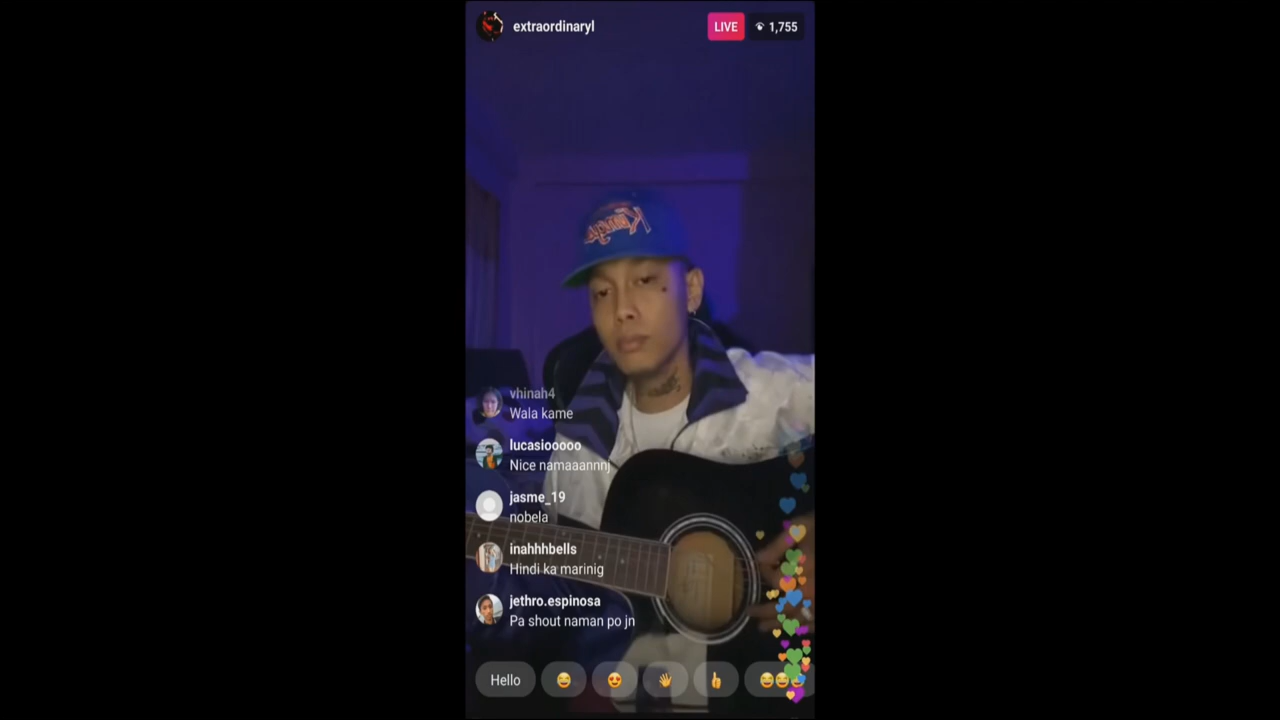 extraordinaryl
LIVE
1,755
Kings
vhinah4
Wala kame
lucasiooooo
Nice namaaannnj
jasme_19
nobela
inahhhbells
Hindi ka marinig
jethro.espinosa
Pa shout naman po jn
Hello